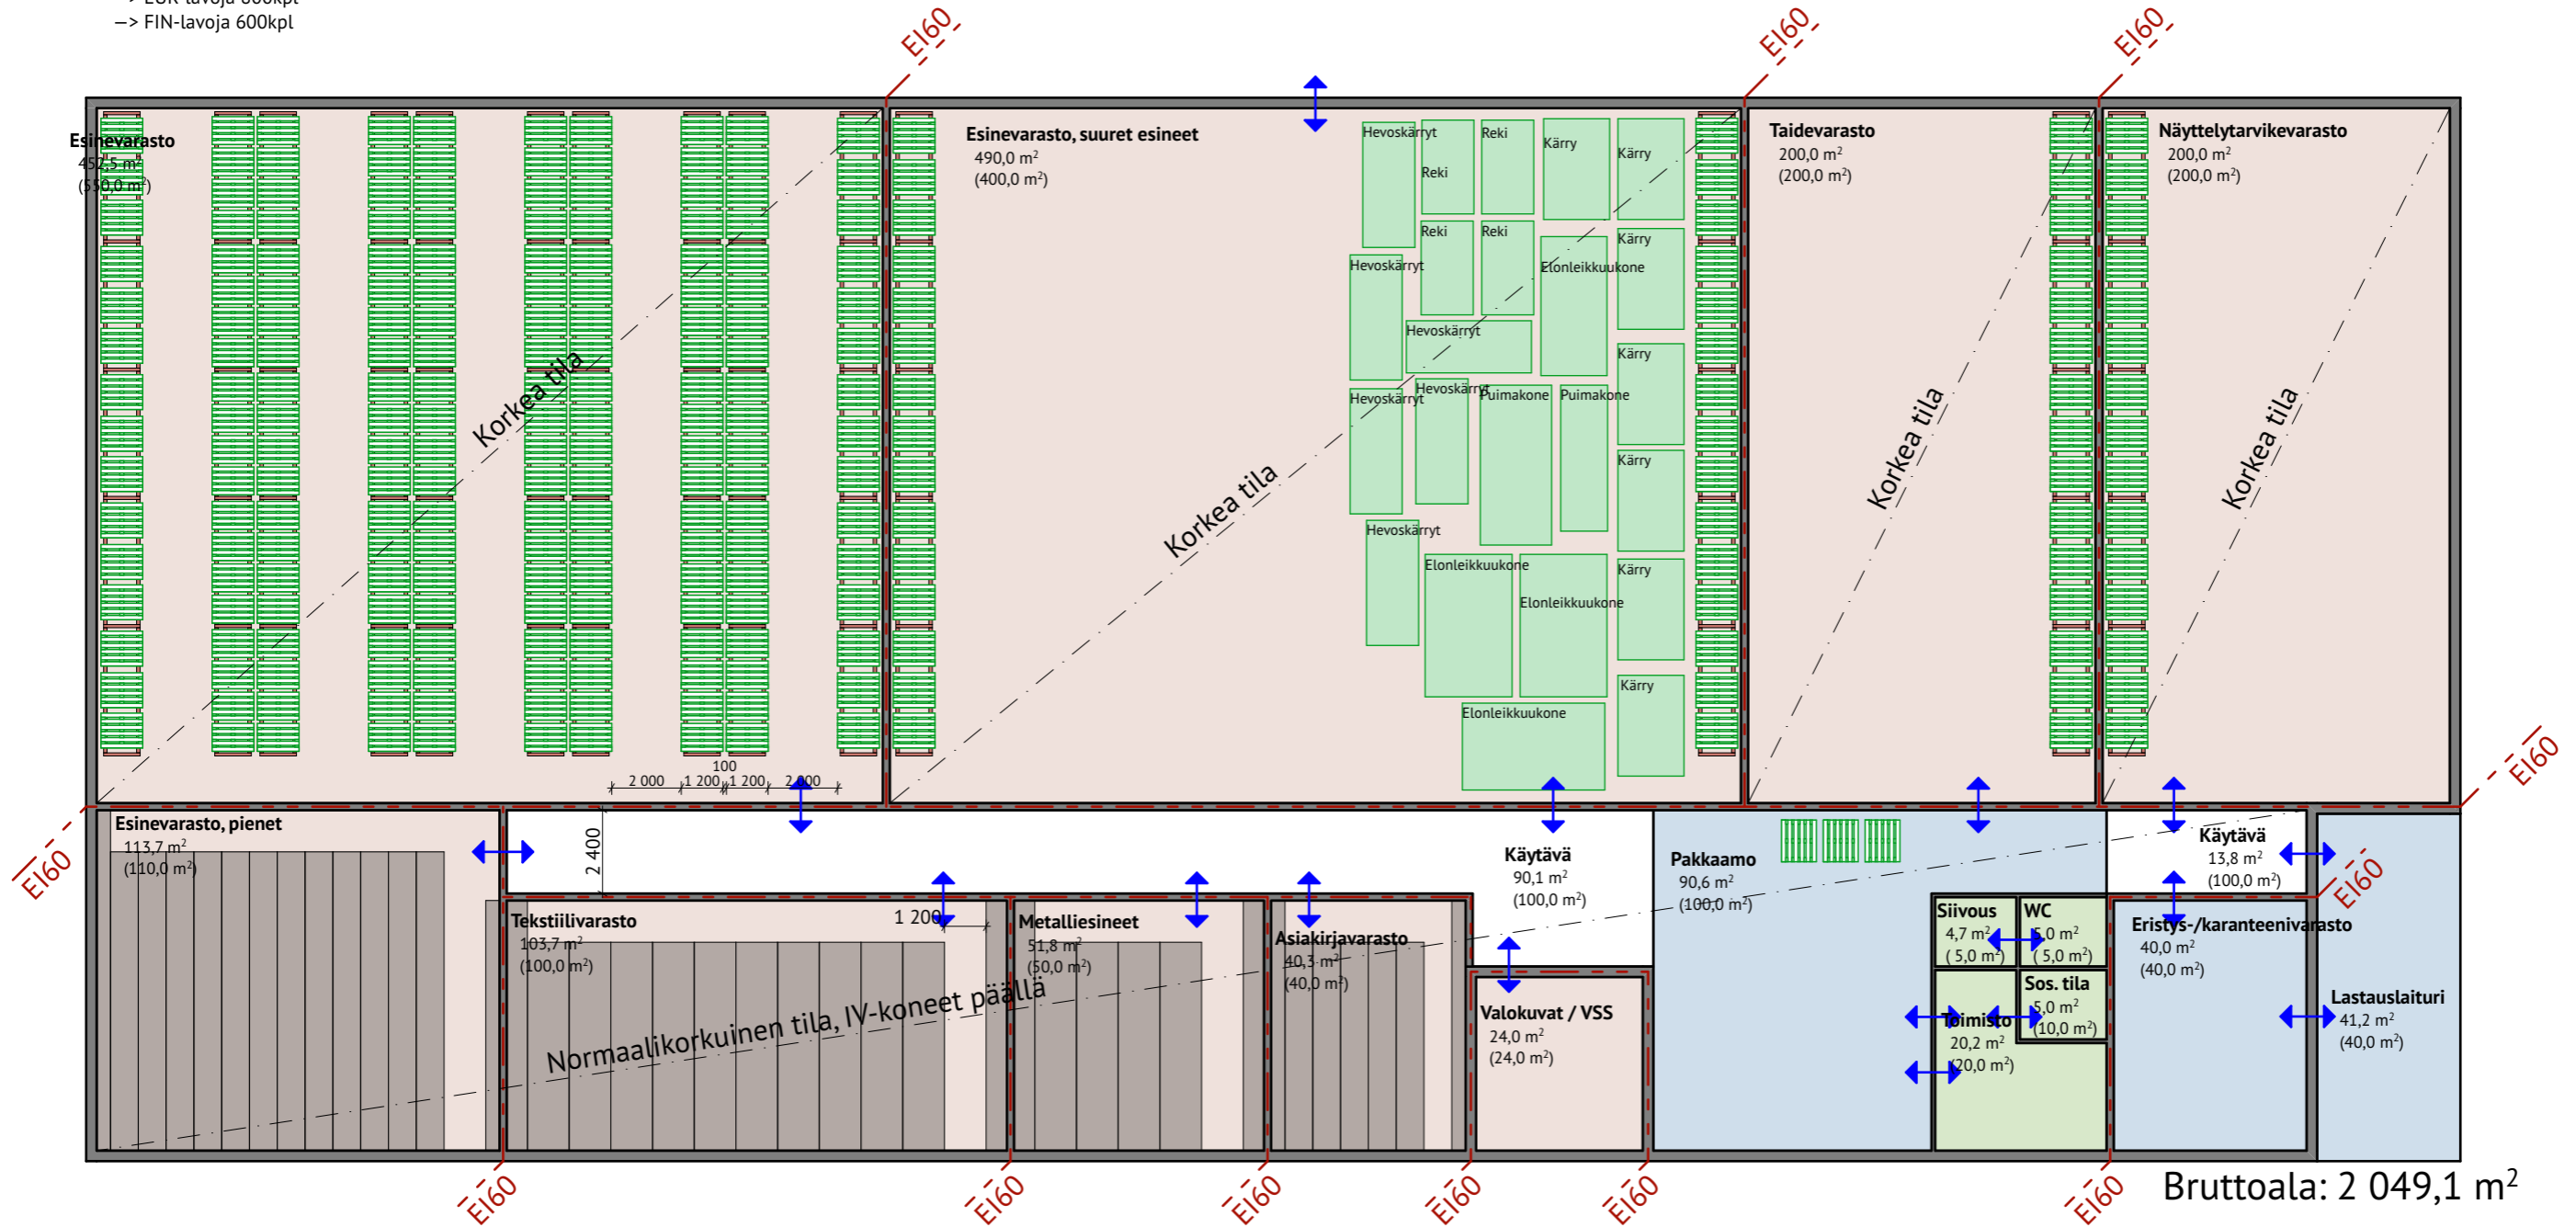 —> EUR-lavoja 600kpl
—> FIN-lavoja 600kpl
EI60
EI60
EI60
Esinevarasto
452,5 m²
(550,0 m²)
Korkea tila
100
2 000
1 200
1 200
2 000
Esinevarasto, suuret esineet
490,0 m²
(400,0 m²)
Korkea tila
Hevoskärryt
Reki
Reki
Kärry
Kärry
Reki
Reki
Kärry
Hevoskärryt
Elonleikkuukone
Hevoskärryt
Kärry
Hevoskärryt
Hevoskärryt
Puimakone
Puimakone
Kärry
Hevoskärryt
Elonleikkuukone
Kärry
Elonleikkuukone
Kärry
Elonleikkuukone
Taidevarasto
200,0 m²
(200,0 m²)
Korkea tila
Näyttelytarvikevarasto
200,0 m²
(200,0 m²)
Korkea tila
EI60
EI60
Esinevarasto, pienet
113,7 m²
(110,0 m²)
2 400
Käytävä
90,1 m²
(100,0 m²)
Pakkaamo
90,6 m²
(100,0 m²)
Käytävä
13,8 m²
(100,0 m²)
EI60
Tekstiilivarasto
103,7 m²
(100,0 m²)
1 200
Metalliesineet
51,8 m²
(50,0 m²)
Asiakirjavarasto
40,3 m²
(40,0 m²)
Valokuvat / VSS
24,0 m²
(24,0 m²)
Siivous
4,7 m²
( 5,0 m²)
WC
5,0 m²
( 5,0 m²)
Sos. tila
5,0 m²
(10,0 m²)
Toimisto
20,2 m²
(20,0 m²)
Eristys-/karanteenivarasto
40,0 m²
(40,0 m²)
Lastauslaituri
41,2 m²
(40,0 m²)
Normaalikorkuinen tila, IV-koneet päällä
EI60
EI60
EI60
EI60
EI60
EI60
Bruttoala: 2 049,1 m²